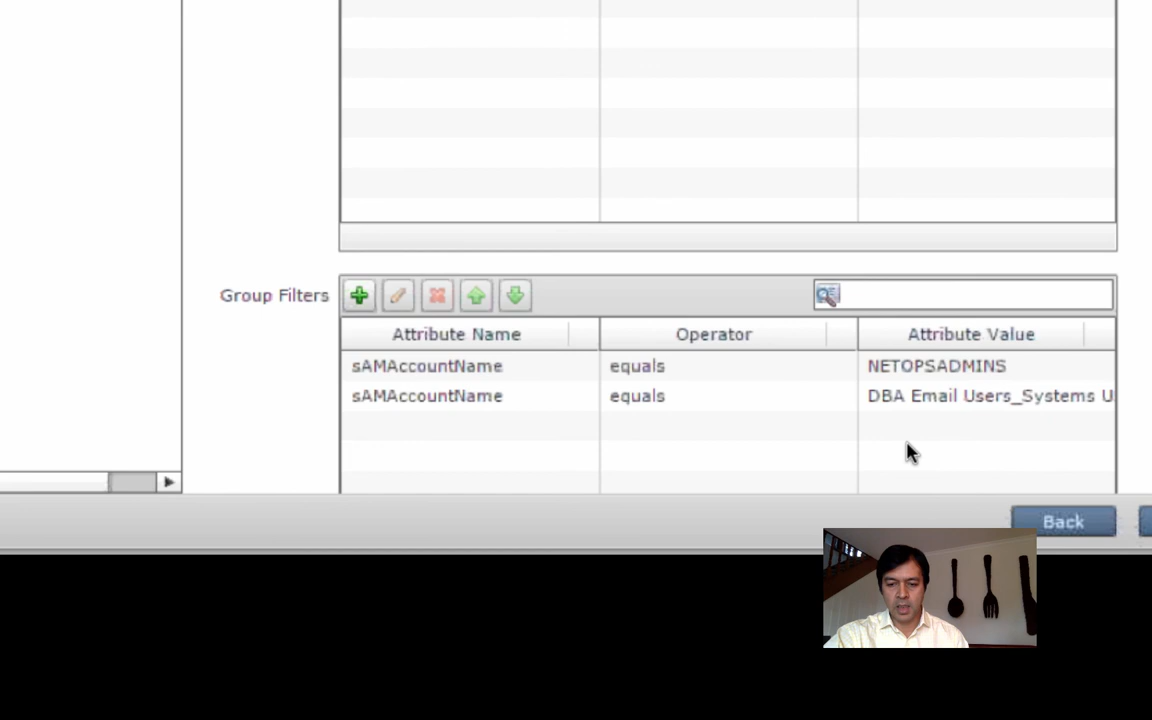 Group Filters
Attribute Name Operator Attribute Value
sAMAccountName equals NETOPSADMINS
sAMAccountName equals DBA Email Users_Systems U
Back